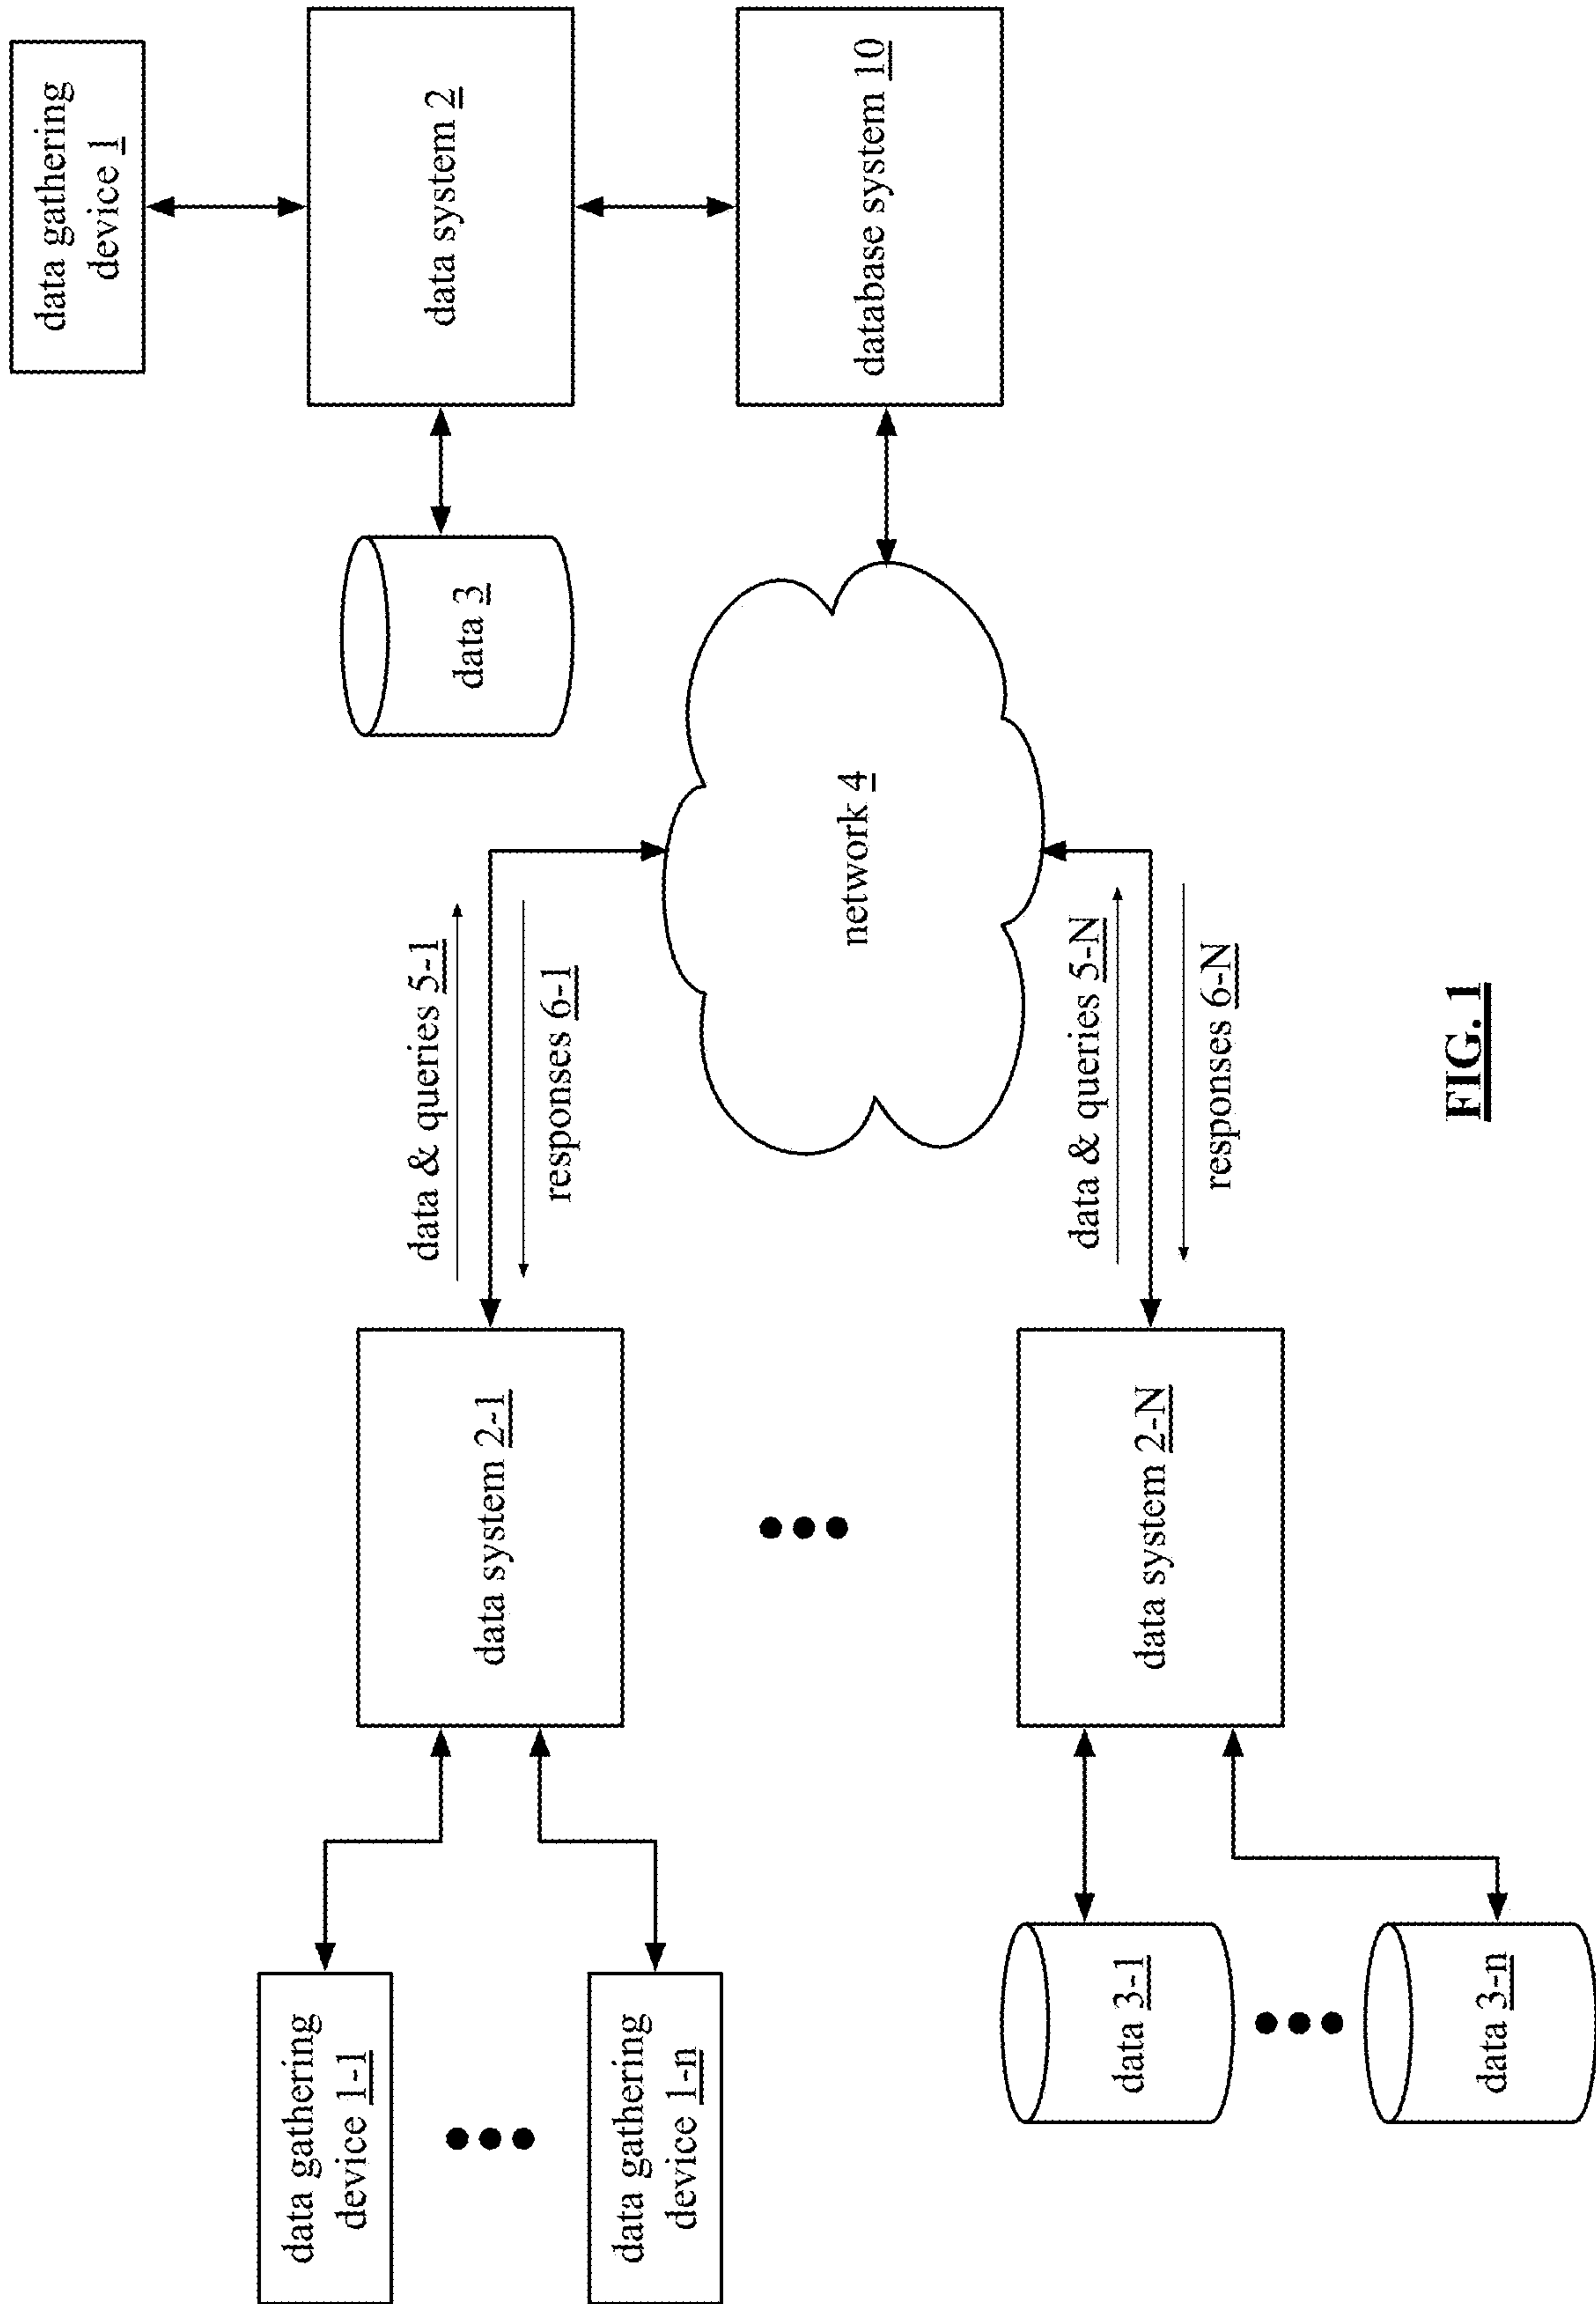 data gathering
device 1-1
data gathering
device 1-n
data system 2-1
data & queries 5-1
responses 6-1
data 3
data gathering
device 1
data system 2
network 4
database system 10
data 3-1
data 3-n
data system 2-N
data & queries 5-N
responses 6-N
FIG. 1